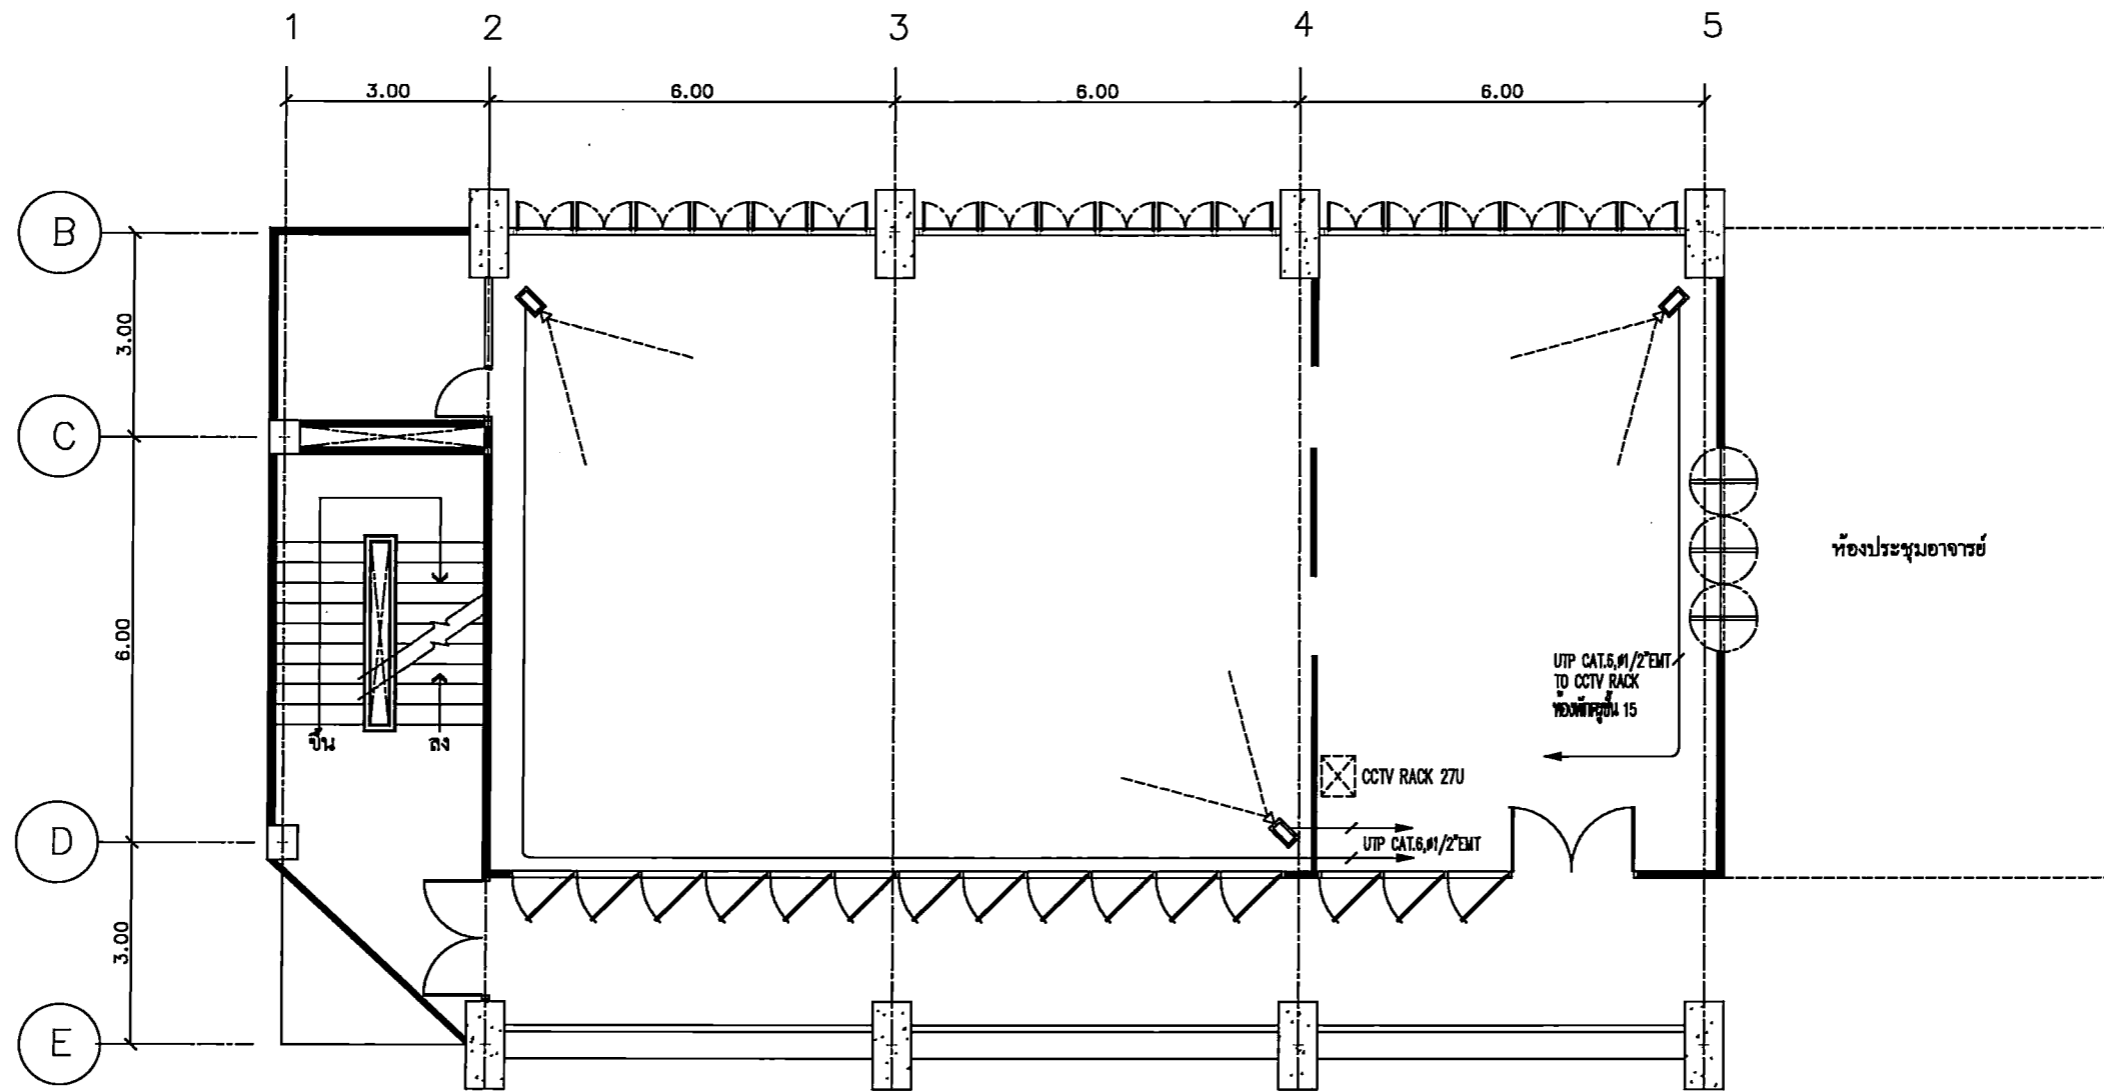 1
2
3
4
5
3.00
6.00
6.00
6.00
B
3.00
C
ห้องประชุมอาจารย์
6.00
UTP CAT.6,ø1/2"EMT
TO CCTV RACK
15
ขึ้น
ลง
CCTV RACK 27U
D
UTP CAT.6,ø1/2"EMT
3.00
E